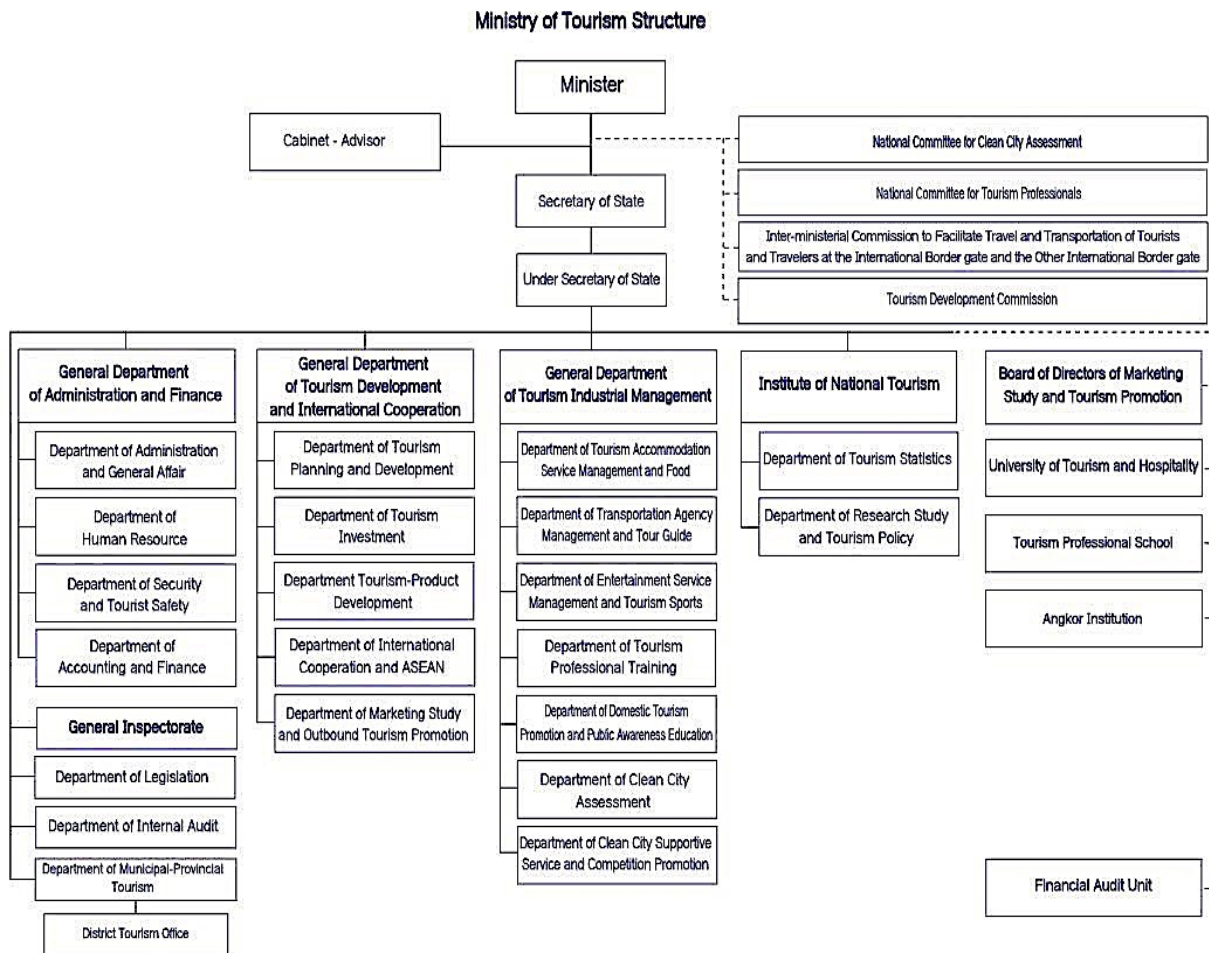 Ministry of Tourism Structure
Minister
Cabinet - Advisor
National Committee for Clean City Assessment
National Committee for Tourism Professionals
Inter-ministerial Commission to Facilitate Travel and Transportation of Tourists
and Travelers at the International Border gate and the Other International Border gate
Tourism Development Commission
Secretary of State
Under Secretary of State
General Department
of Administration and Finance
Department of Administration
and General Affair
Department of
Human Resource
Department of Security
and Tourist Safety
Department of
Accounting and Finance
General Inspectorate
Department of Legislation
Department of Internal Audit
Department of Municipal-Provincial
Tourism
District Tourism Office
General Department
of Tourism Development
and International Cooperation
Department of Tourism
Planning and Development
Department of Tourism
Investment
Department Tourism-Product
Development
Department of International
Cooperation and ASEAN
Department of Marketing Study
and Outbound Tourism Promotion
General Department
of Tourism Industrial Management
Department of Tourism Accommodation
Service Management and Food
Department of Transportation Agency
Management and Tour Guide
Department of Entertainment Service
Management and Tourism Sports
Department of Tourism
Professional Training
Department of Domestic Tourism
Promotion and Public Awareness Education
Department of Clean City
Assessment
Department of Clean City Supportive
Service and Competition Promotion
Institute of National Tourism
Department of Tourism Statistics
Department of Research Study
and Tourism Policy
Board of Directors of Marketing
Study and Tourism Promotion
University of Tourism and Hospitality
Tourism Professional School
Angkor Institution
Financial Audit Unit